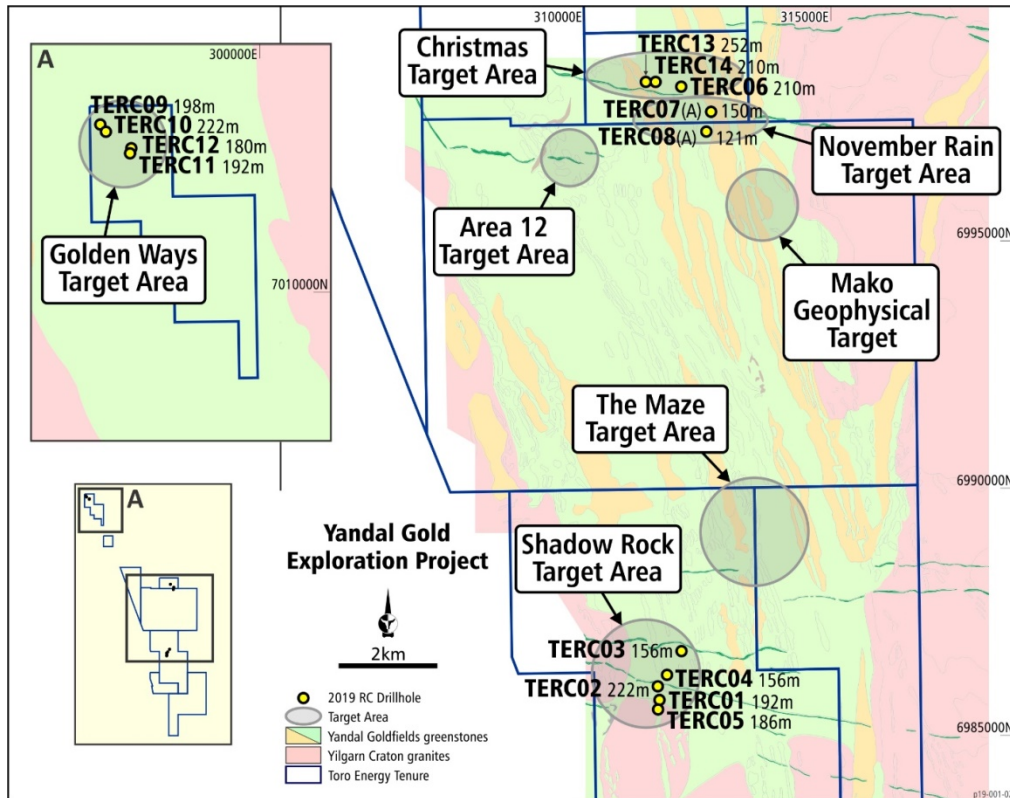 A
300000E
TERC09 198m
TERC10 222m
TERC12 180m
TERC11 192m
Golden Ways
Target Area
7010000N
310000E
315000E
Christmas
Target Area
TERC13 252m
TERC14 210m
TERC06 210m
TERC07(A) 150m
TERC08(A) 121m
November Rain
Target Area
Area 12
Target Area
6995000N
Mako
Geophysical
Target
The Maze
Target Area
6990000N
A
Yandal Gold
Exploration Project
2km
Shadow Rock
Target Area
TERC03 156m
TERC04 156m
TERC02 222m
TERC01 192m
TERC05 186m
6985000N
2019 RC Drillhole
Target Area
Yandal Goldfields greenstones
Yilgarn Craton granites
Toro Energy Tenure